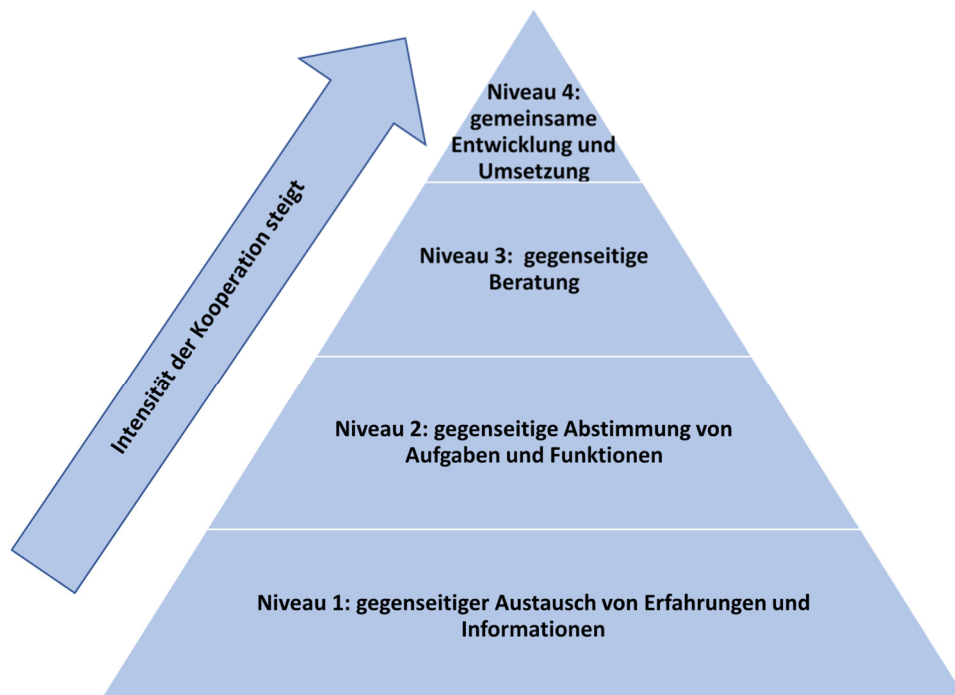 Niveau 4:
gemeinsame
Entwicklung und
Umsetzung
Intensität der Kooperation steigt
Niveau 3:  gegenseitige
Beratung
Niveau 2: gegenseitige Abstimmung von
Aufgaben und Funktionen
Niveau 1: gegenseitiger Austausch von Erfahrungen und
Informationen